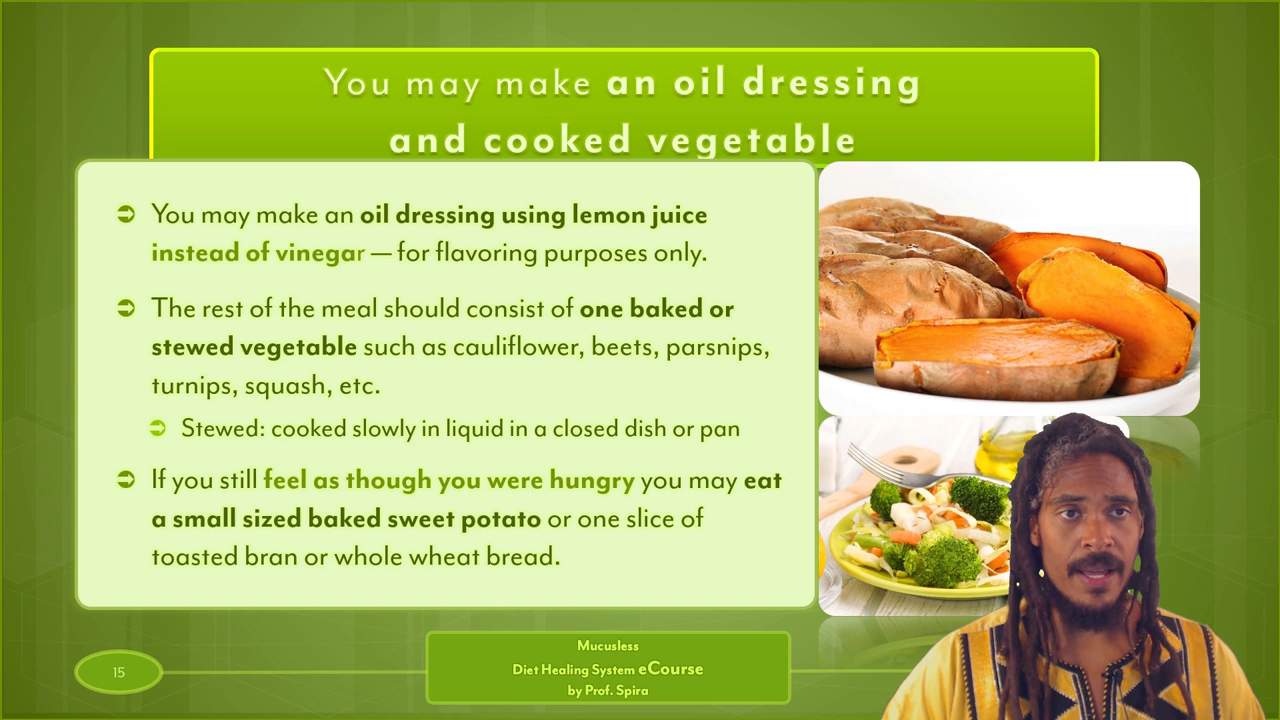 You may make an oil dressing
and cooked vegetable
You may make an oil dressing using lemon juice
instead of vinegar — for flavoring purposes only.
The rest of the meal should consist of one baked or
stewed vegetable such as cauliflower, beets, parsnips,
turnips, squash, etc.
Stewed: cooked slowly in liquid in a closed dish or pan
If you still feel as though you were hungry you may eat
a small sized baked sweet potato or one slice of
toasted bran or whole wheat bread.
15
Mucusless
Diet Healing System eCourse
by Prof. Spira